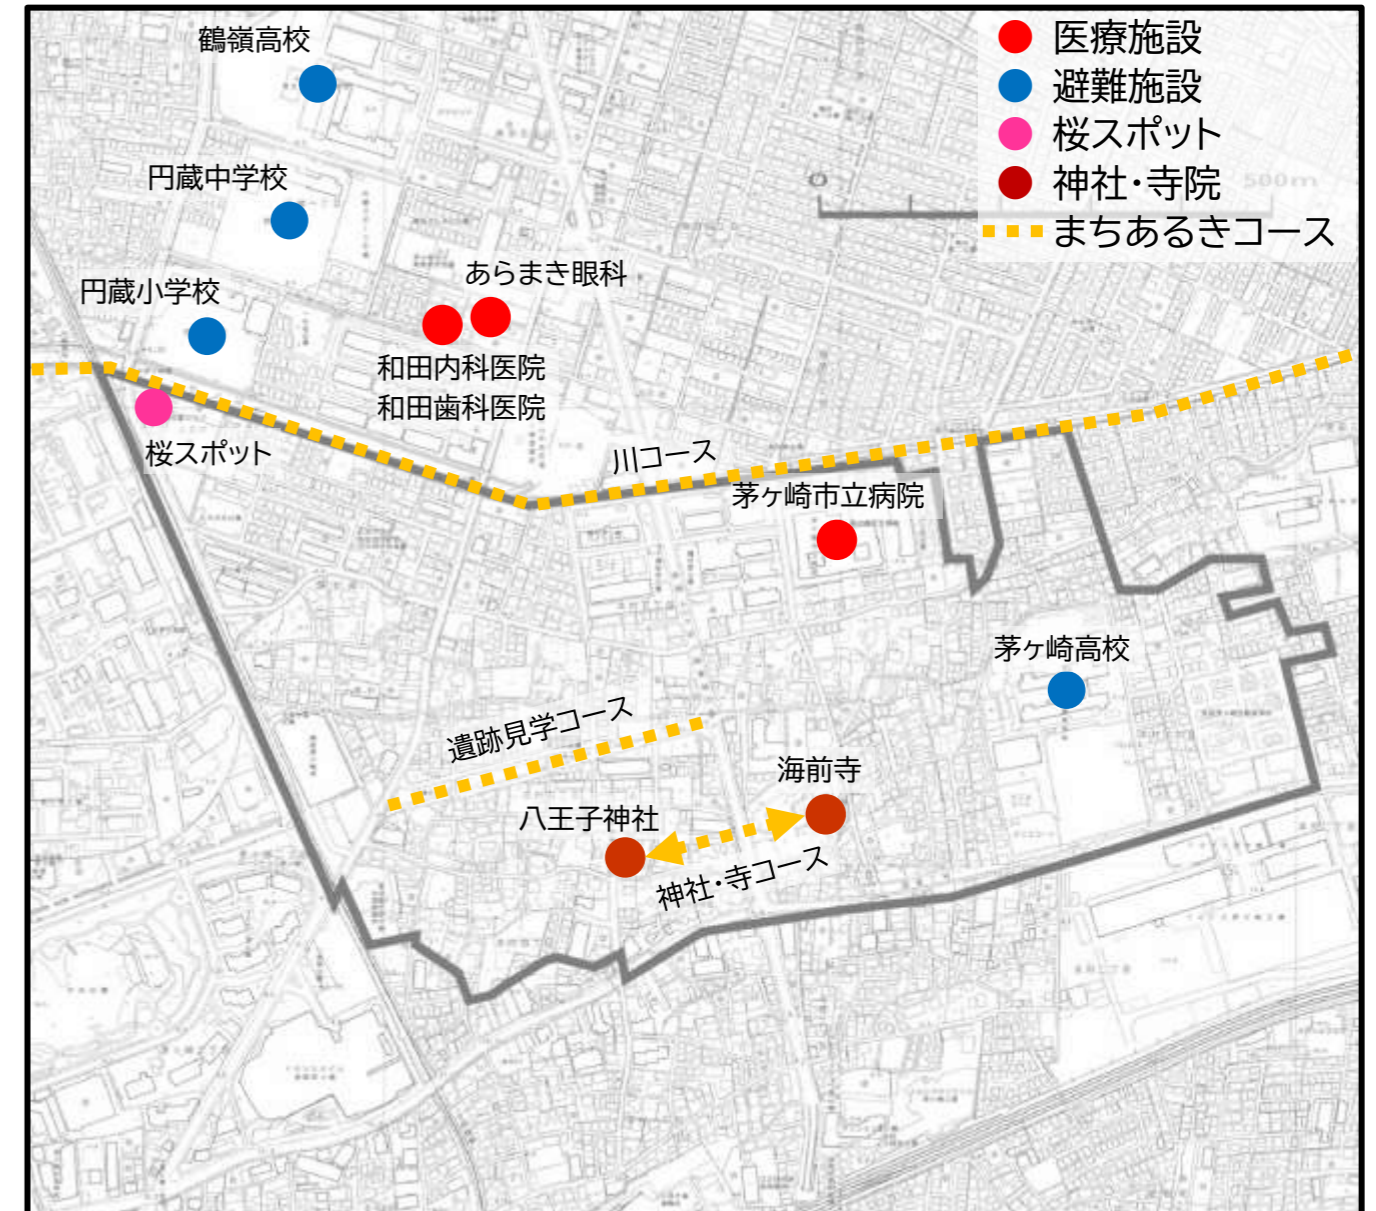 鶴嶺高校
医療施設
避難施設
桜スポット
神社・寺院
まちあるきコース
0
500m
円蔵中学校
あらまき眼科
円蔵小学校
和田内科医院
和田歯科医院
桜スポット
川コース
茅ヶ崎市立病院
茅ヶ崎高校
遺跡見学コース
海前寺
八王子神社
神社・寺コース